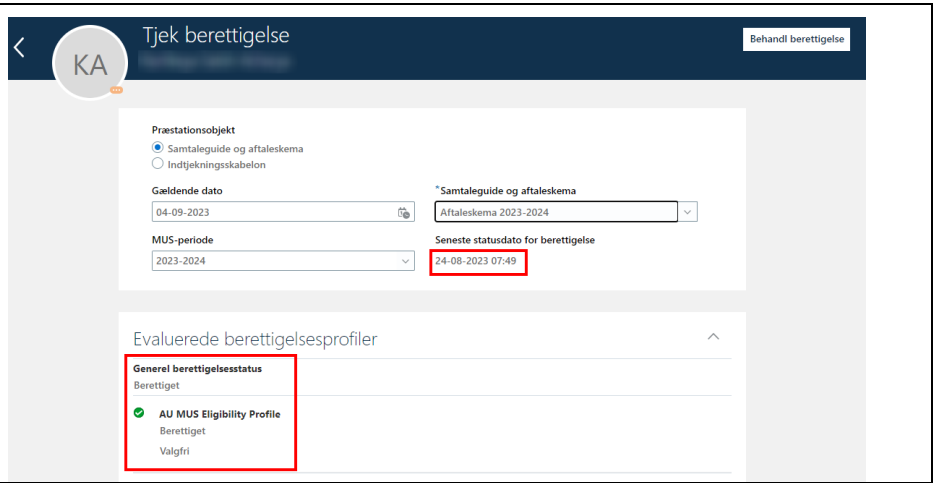 Tjek berettigelse
Behandl berettigelse
KA
Præstationsobjekt
Samtaleguide og aftaleskema
Indtjekningsskabelon
Gældende dato
*Samtaleguide og aftaleskema
04-09-2023
Aftaleskema 2023-2024
MUS-periode
Seneste statusdato for berettigelse
2023-2024
24-08-2023 07:49
Evaluerede berettigelsesprofiler
Generel berettigelsesstatus
Berettiget
AU MUS Eligibility Profile
Berettiget
Valgfri